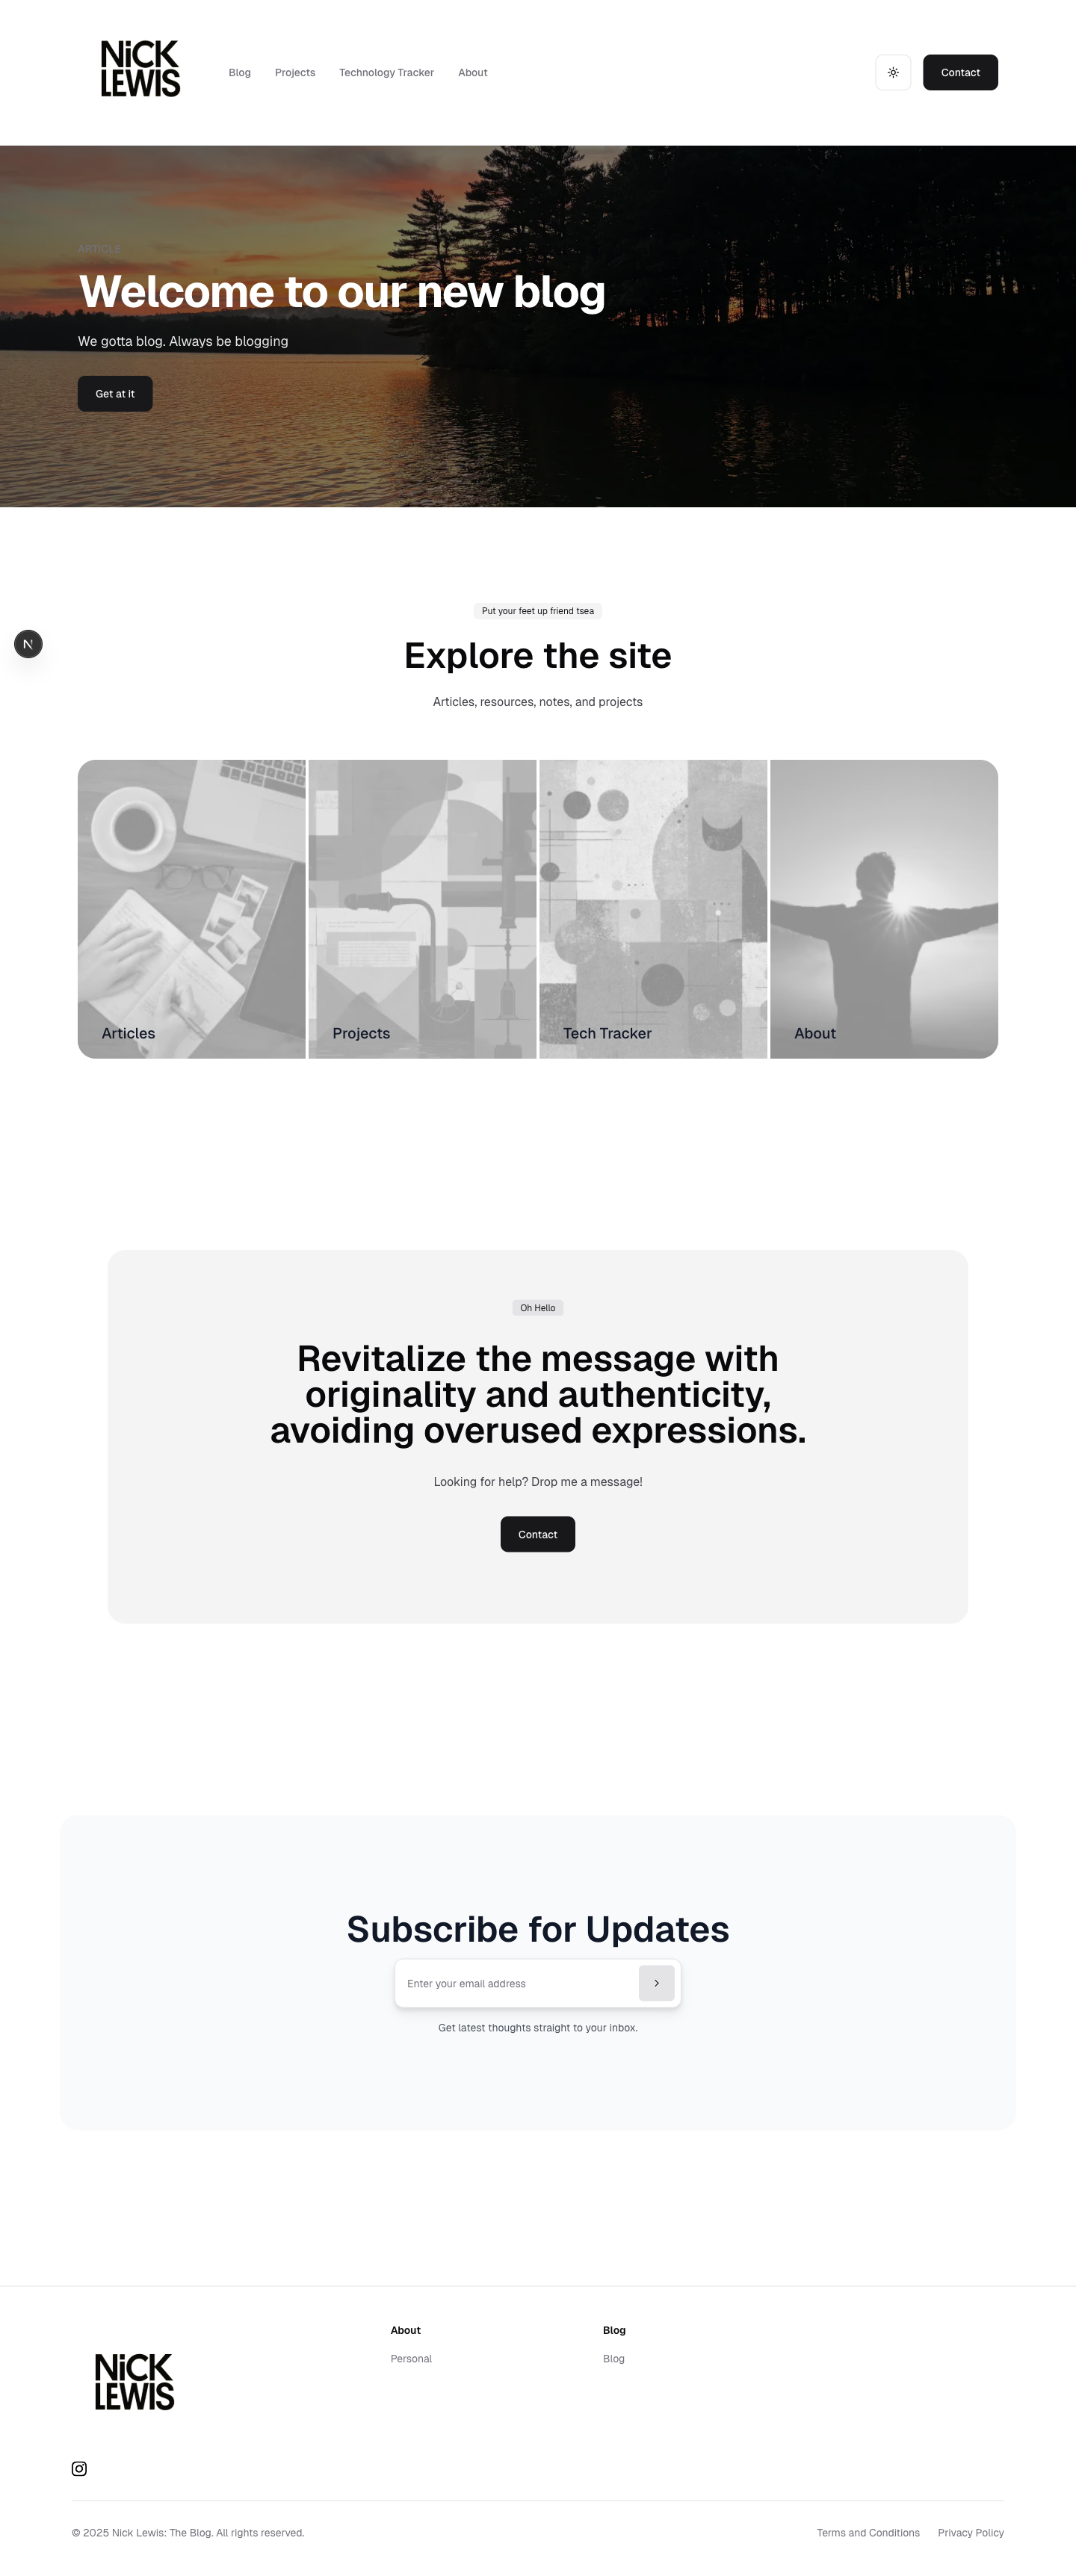 NiCK
LEWIS
Blog
Projects
Technology Tracker
About
Contact
ARTICLE
Welcome to our new blog
We gotta blog. Always be blogging
Get at it
N
Put your feet up friend tsea
Explore the site
Articles, resources, notes, and projects
Articles
Projects
Tech Tracker
About
Oh Hello
Revitalize the message with
originality and authenticity,
avoiding overused expressions.
Looking for help? Drop me a message!
Contact
Subscribe for Updates
Enter your email address
Get latest thoughts straight to your inbox.
NiCK
LEWIS
About
Personal
Blog
Blog
© 2025 Nick Lewis: The Blog. All rights reserved.
Terms and Conditions
Privacy Policy